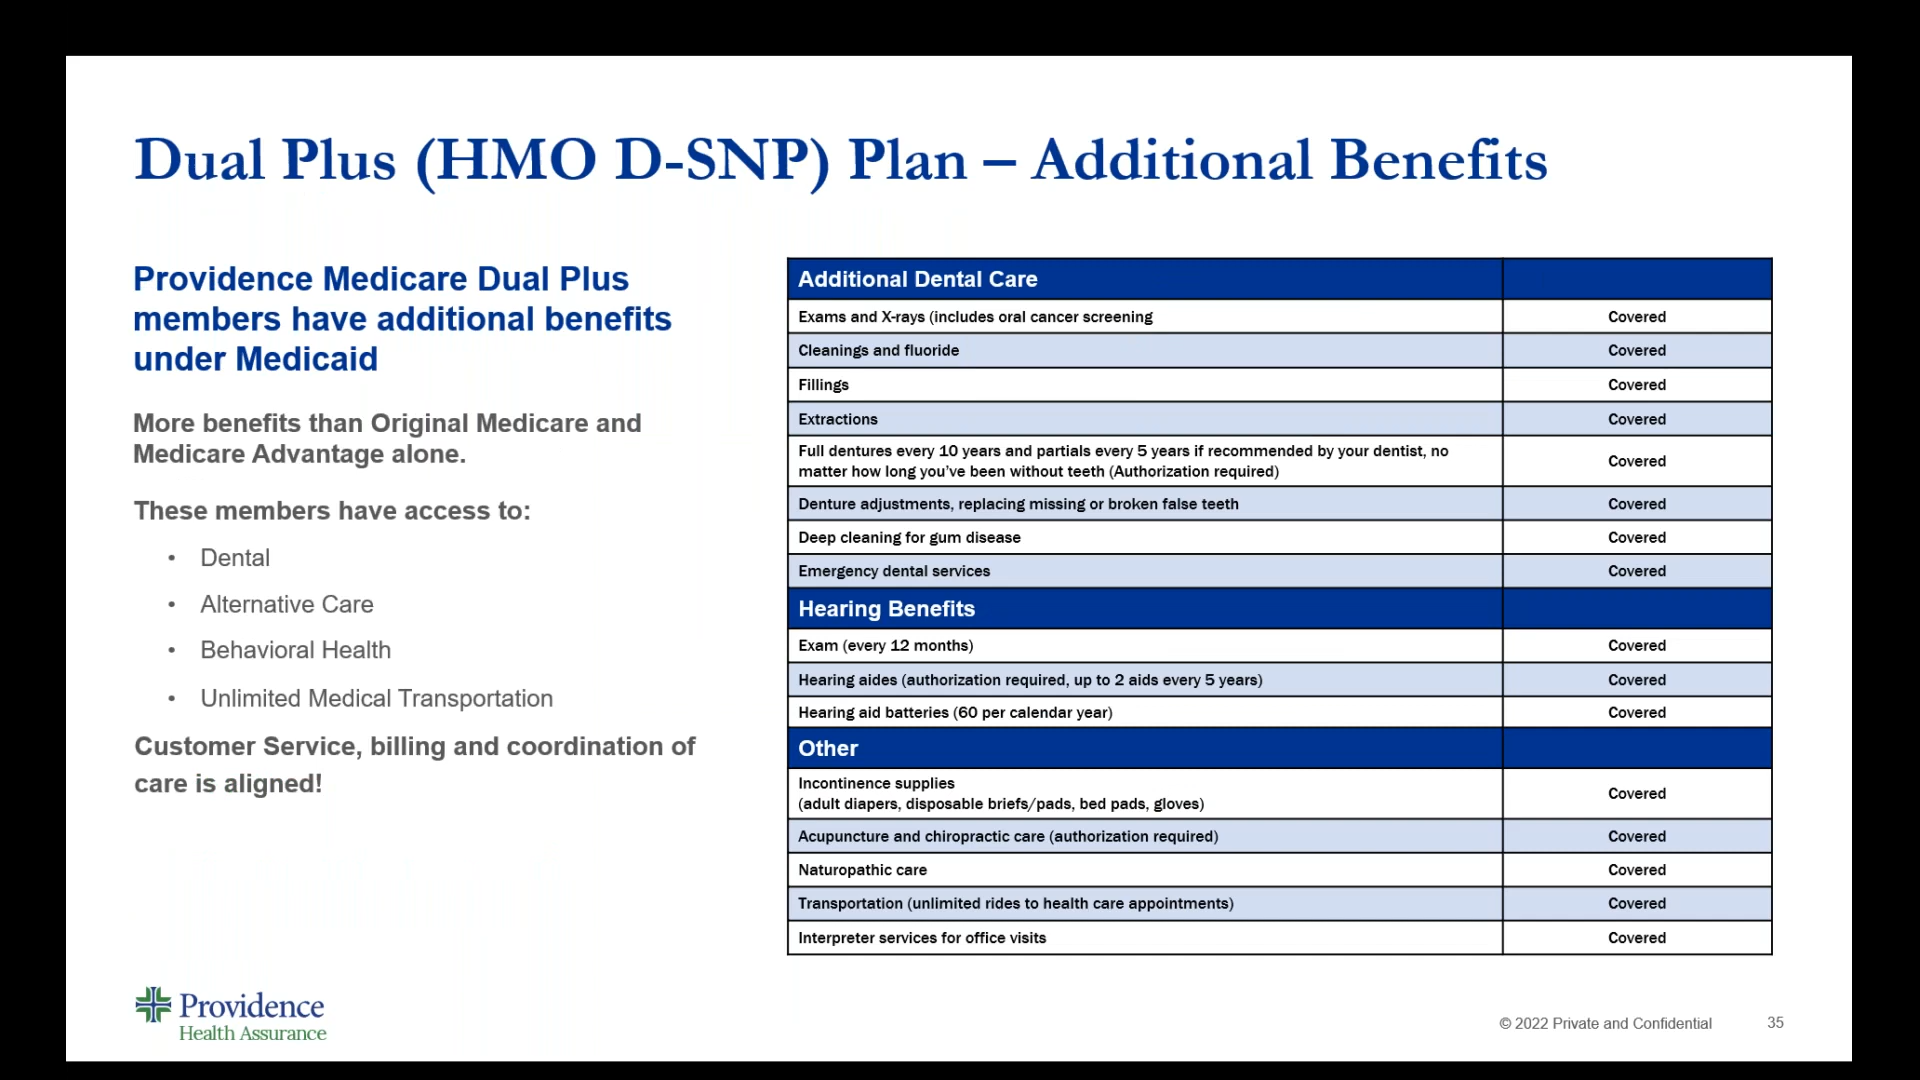 Dual Plus (HMO D-SNP) Plan – Additional Benefits
Providence Medicare Dual Plus
members have additional benefits
under Medicaid
More benefits than Original Medicare and
Medicare Advantage alone.
These members have access to:
• Dental
• Alternative Care
• Behavioral Health
• Unlimited Medical Transportation
Customer Service, billing and coordination of
care is aligned!
Additional Dental Care
Exams and X-rays (includes oral cancer screening Covered
Cleanings and fluoride Covered
Fillings Covered
Extractions Covered
Full dentures every 10 years and partials every 5 years if recommended by your dentist, no
matter how long you’ve been without teeth (Authorization required) Covered
Denture adjustments, replacing missing or broken false teeth Covered
Deep cleaning for gum disease Covered
Emergency dental services Covered
Hearing Benefits
Exam (every 12 months) Covered
Hearing aides (authorization required, up to 2 aids every 5 years) Covered
Hearing aid batteries (60 per calendar year) Covered
Other
Incontinence supplies
(adult diapers, disposable briefs/pads, bed pads, gloves) Covered
Acupuncture and chiropractic care (authorization required) Covered
Naturopathic care Covered
Transportation (unlimited rides to health care appointments) Covered
Interpreter services for office visits Covered
Providence
Health Assurance
© 2022 Private and Confidential 35